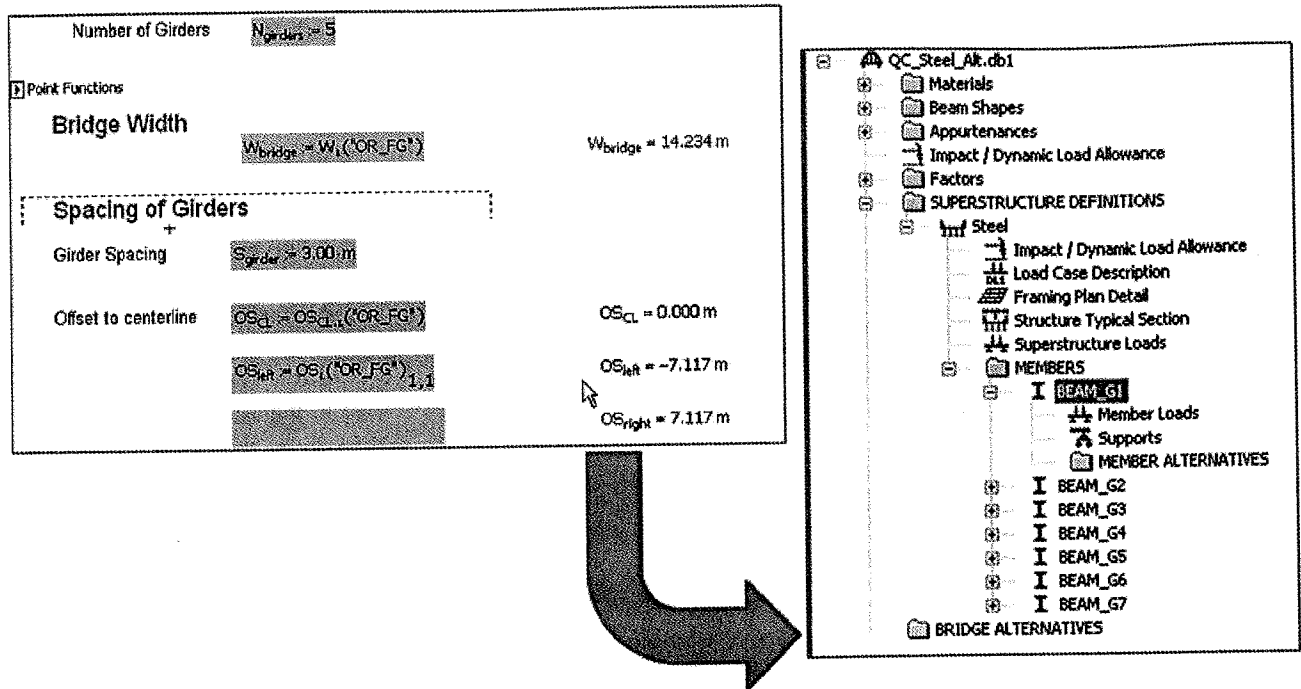 Number of Girders N_girders := 5
Point Functions
Bridge Width
W_bridge := W_i("OR_FG") W_bridge = 14.234 m
Spacing of Girders
Girder Spacing S_girder := 3.00 m
Offset to centerline OS_CL := OS_CL.i("OR_FG") OS_CL = 0.000 m
OS_left := OS_i("OR_FG")_1,1 OS_left = -7.117 m
OS_right = 7.117 m
QC_Steel_Alt.db1
Materials
Beam Shapes
Appurtenances
Impact / Dynamic Load Allowance
Factors
SUPERSTRUCTURE DEFINITIONS
Steel
Impact / Dynamic Load Allowance
DL1 Load Case Description
Framing Plan Detail
Structure Typical Section
Superstructure Loads
MEMBERS
BEAM_G1
Member Loads
Supports
MEMBER ALTERNATIVES
BEAM_G2
BEAM_G3
BEAM_G4
BEAM_G5
BEAM_G6
BEAM_G7
BRIDGE ALTERNATIVES